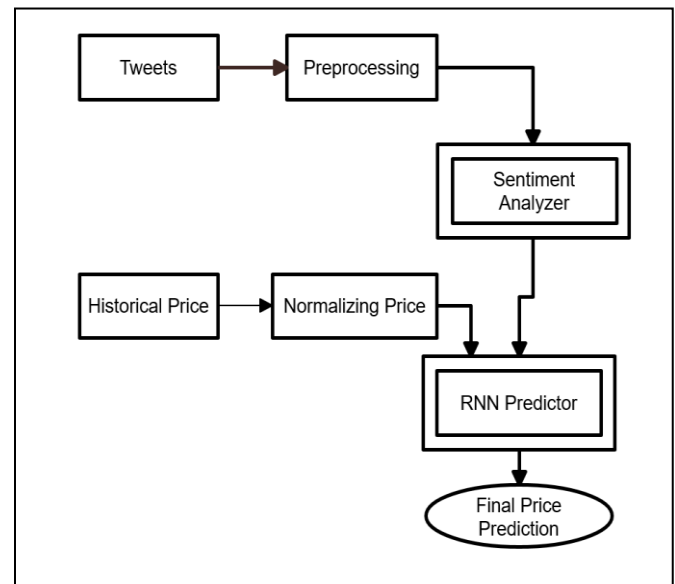 Tweets
Preprocessing
Sentiment
Analyzer
Historical Price
Normalizing Price
RNN Predictor
Final Price
Prediction